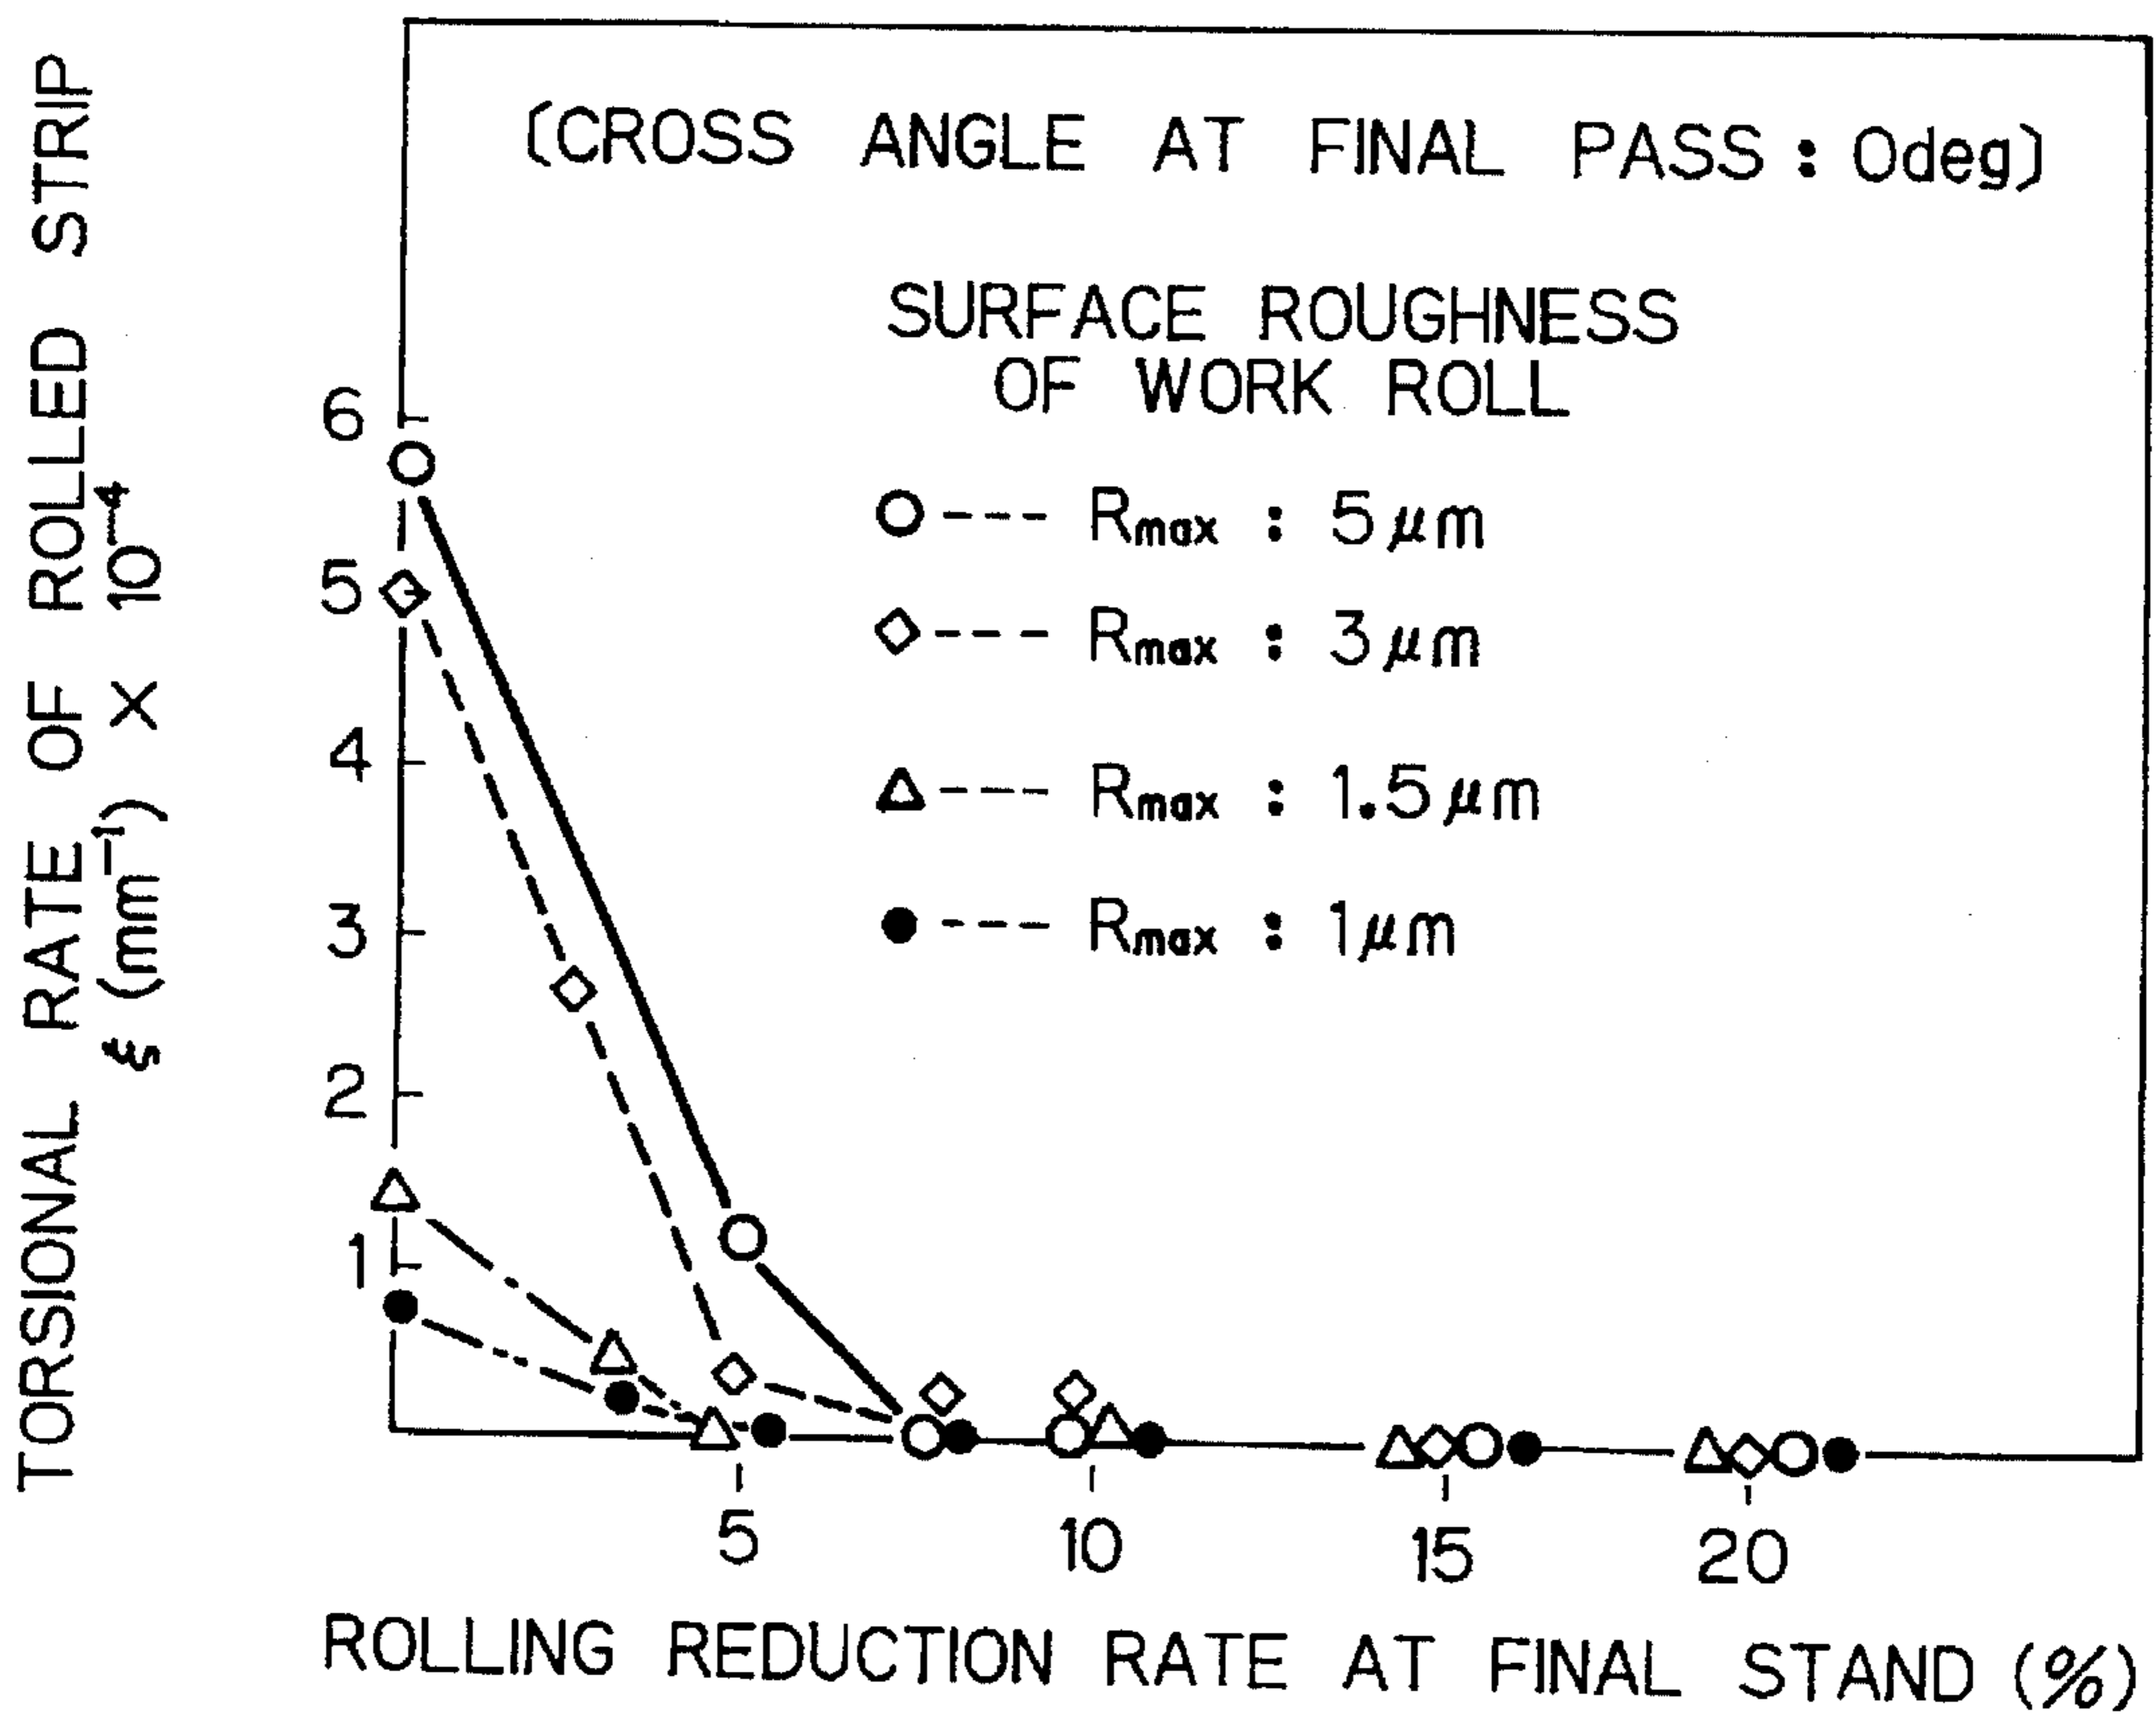 TORSIONAL RATE OF ROLLED STRIP
ξ (mm⁻¹) × 10⁻⁴
(CROSS ANGLE AT FINAL PASS : 0deg)
SURFACE ROUGHNESS
OF WORK ROLL
Rmax : 5μm
Rmax : 3μm
Rmax : 1.5μm
Rmax : 1μm
6
5
4
3
2
1
5 10 15 20
ROLLING REDUCTION RATE AT FINAL STAND (%)